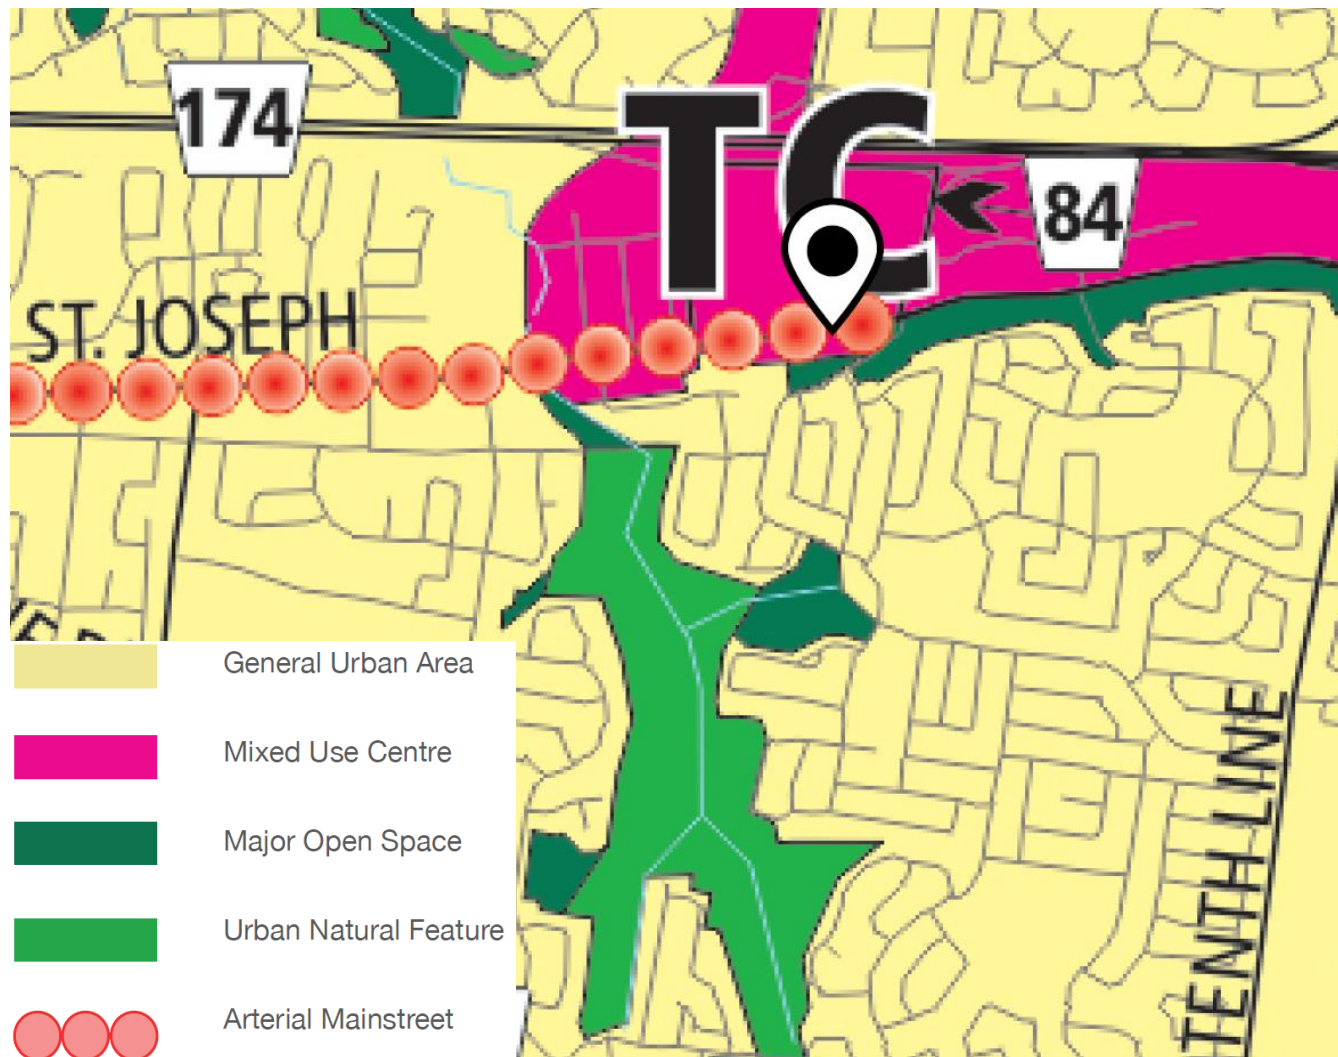 174
TC
84
ST. JOSEPH
TENTH LINE
General Urban Area
Mixed Use Centre
Major Open Space
Urban Natural Feature
Arterial Mainstreet